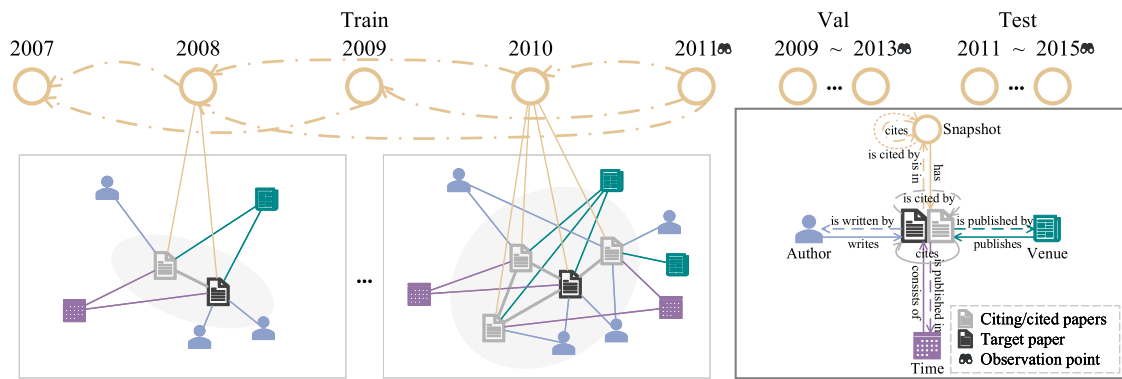 Train
Val
Test
2007
2008
2009
2010
2011
2009 ~ 2013
2011 ~ 2015
...
...
...
cites
Snapshot
is cited by
is in
has
is cited by
is written by
is published by
writes
publishes
Author
cites
Venue
consists of
is published in
Time
Citing/cited papers
Target paper
Observation point